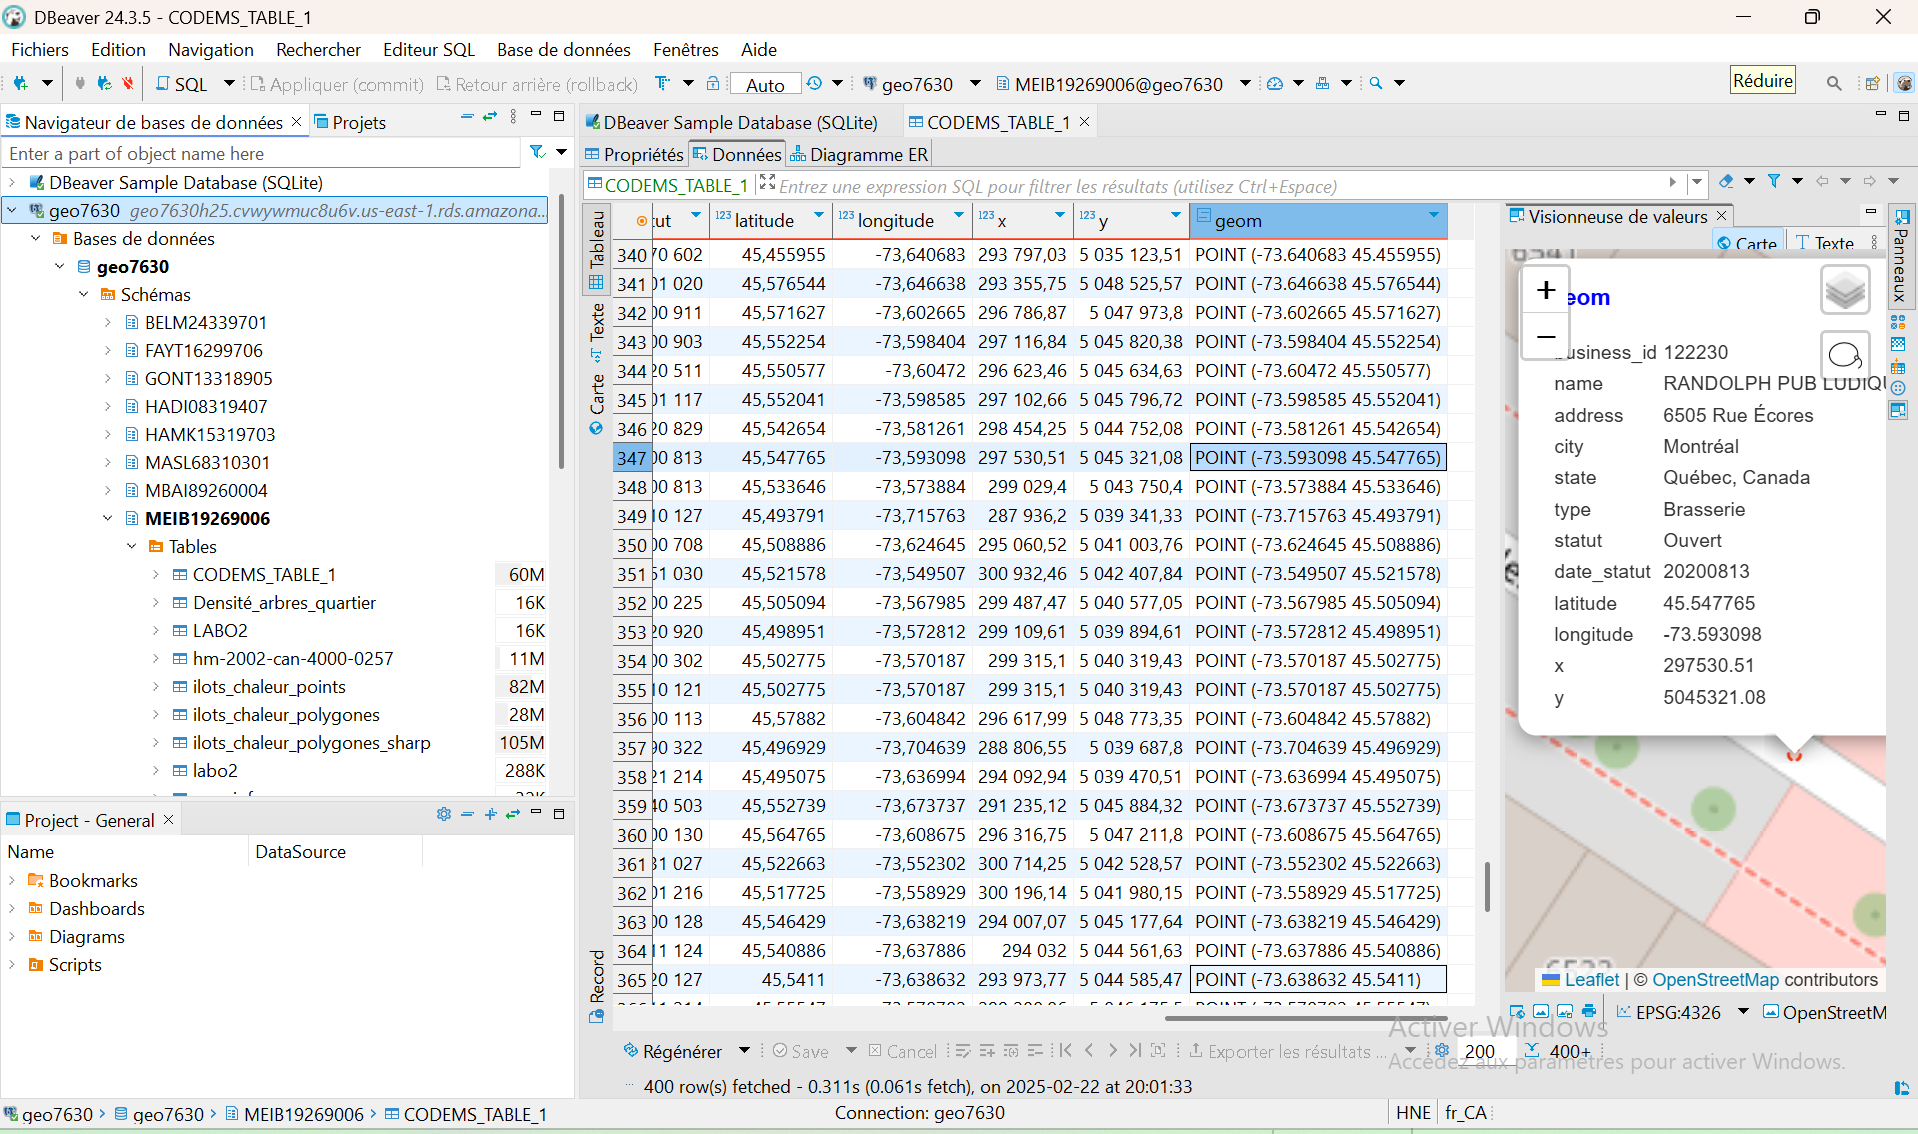 DBeaver 24.3.5 - CODEMS_TABLE_1
Fichiers Edition Navigation Rechercher Editeur SQL Base de données Fenêtres Aide
SQL Appliquer (commit) Retour arrière (rollback) Auto geo7630 MEIB19269006@geo7630 Réduire
Navigateur de bases de données Projets
Enter a part of object name here
DBeaver Sample Database (SQLite)
geo7630 geo7630h25.cvwywmuc8u6v.us-east-1.rds.amazona...
Bases de données
geo7630
Schémas
BELM24339701
FAYT16299706
GONT13318905
HADI08319407
HAMK15319703
MASL68310301
MBAI89260004
MEIB19269006
Tables
CODEMS_TABLE_1 60M
Densité_arbres_quartier 16K
LABO2 16K
hm-2002-can-4000-0257 11M
ilots_chaleur_points 82M
ilots_chaleur_polygones 28M
ilots_chaleur_polygones_sharp 105M
labo2 288K
Project - General
Name DataSource
Bookmarks
Dashboards
Diagrams
Scripts
DBeaver Sample Database (SQLite) CODEMS_TABLE_1
Propriétés Données Diagramme ER
CODEMS_TABLE_1 Entrez une expression SQL pour filtrer les résultats (utilisez Ctrl+Espace)
Tableau
Texte
Carte
Record
tut 123 latitude 123 longitude 123 x 123 y geom
340 70 602 45,455955 -73,640683 293 797,03 5 035 123,51 POINT (-73.640683 45.455955)
341 01 020 45,576544 -73,646638 293 355,75 5 048 525,57 POINT (-73.646638 45.576544)
342 00 911 45,571627 -73,602665 296 786,87 5 047 973,8 POINT (-73.602665 45.571627)
343 00 903 45,552254 -73,598404 297 116,84 5 045 820,38 POINT (-73.598404 45.552254)
344 20 511 45,550577 -73,60472 296 623,46 5 045 634,63 POINT (-73.60472 45.550577)
345 01 117 45,552041 -73,598585 297 102,66 5 045 796,72 POINT (-73.598585 45.552041)
346 20 829 45,542654 -73,581261 298 454,25 5 044 752,08 POINT (-73.581261 45.542654)
347 00 813 45,547765 -73,593098 297 530,51 5 045 321,08 POINT (-73.593098 45.547765)
348 00 813 45,533646 -73,573884 299 029,4 5 043 750,4 POINT (-73.573884 45.533646)
349 10 127 45,493791 -73,715763 287 936,2 5 039 341,33 POINT (-73.715763 45.493791)
350 00 708 45,508886 -73,624645 295 060,52 5 041 003,76 POINT (-73.624645 45.508886)
351 51 030 45,521578 -73,549507 300 932,46 5 042 407,84 POINT (-73.549507 45.521578)
352 00 225 45,505094 -73,567985 299 487,47 5 040 577,05 POINT (-73.567985 45.505094)
353 20 920 45,498951 -73,572812 299 109,61 5 039 894,61 POINT (-73.572812 45.498951)
354 00 302 45,502775 -73,570187 299 315,1 5 040 319,43 POINT (-73.570187 45.502775)
355 10 121 45,502775 -73,570187 299 315,1 5 040 319,43 POINT (-73.570187 45.502775)
356 00 113 45,57882 -73,604842 296 617,99 5 048 773,35 POINT (-73.604842 45.57882)
357 90 322 45,496929 -73,704639 288 806,55 5 039 687,8 POINT (-73.704639 45.496929)
358 21 214 45,495075 -73,636994 294 092,94 5 039 470,51 POINT (-73.636994 45.495075)
359 40 503 45,552739 -73,673737 291 235,12 5 045 884,32 POINT (-73.673737 45.552739)
360 00 130 45,564765 -73,608675 296 316,75 5 047 211,8 POINT (-73.608675 45.564765)
361 31 027 45,522663 -73,552302 300 714,25 5 042 528,57 POINT (-73.552302 45.522663)
362 01 216 45,517725 -73,558929 300 196,14 5 041 980,15 POINT (-73.558929 45.517725)
363 00 128 45,546429 -73,638219 294 007,07 5 045 177,64 POINT (-73.638219 45.546429)
364 11 124 45,540886 -73,637886 294 032 5 044 561,63 POINT (-73.637886 45.540886)
365 20 127 45,5411 -73,638632 293 973,77 5 044 585,47 POINT (-73.638632 45.5411)
Régénérer Save Cancel Exporter les résultats ... 200 400+
400 row(s) fetched - 0.311s (0.061s fetch), on 2025-02-22 at 20:01:33
Visionneuse de valeurs
Carte Texte
Panneaux
+
eom
−
business_id 122230
name RANDOLPH PUB LUDIQU
address 6505 Rue Écores
city Montréal
state Québec, Canada
type Brasserie
statut Ouvert
date_statut 20200813
latitude 45.547765
longitude -73.593098
x 297530.51
y 5045321.08
Leaflet | © OpenStreetMap contributors
EPSG:4326 OpenStreetM
Activer Windows
Accédez aux paramètres pour activer Windows.
geo7630 geo7630 MEIB19269006 CODEMS_TABLE_1 Connection: geo7630 HNE fr_CA